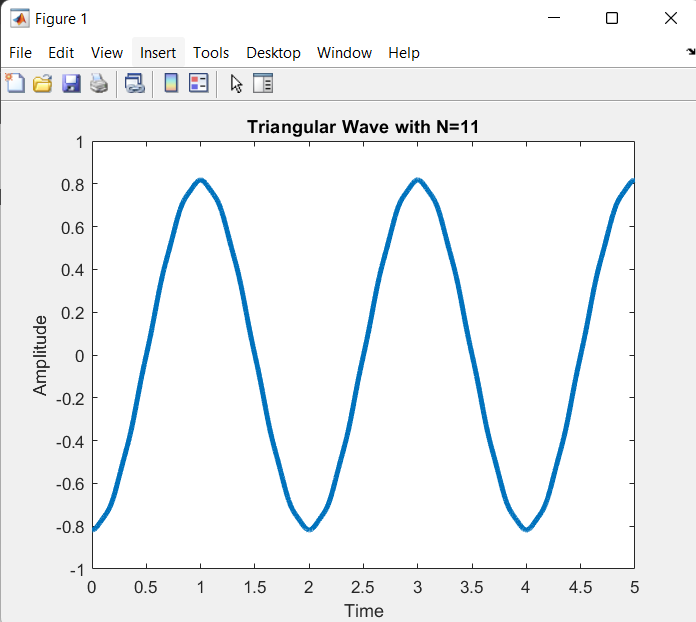 Figure 1
File Edit View Insert Tools Desktop Window Help
Triangular Wave with N=11
1
0.8
0.6
0.4
0.2
0
-0.2
-0.4
-0.6
-0.8
-1
Amplitude
0 0.5 1 1.5 2 2.5 3 3.5 4 4.5 5
Time